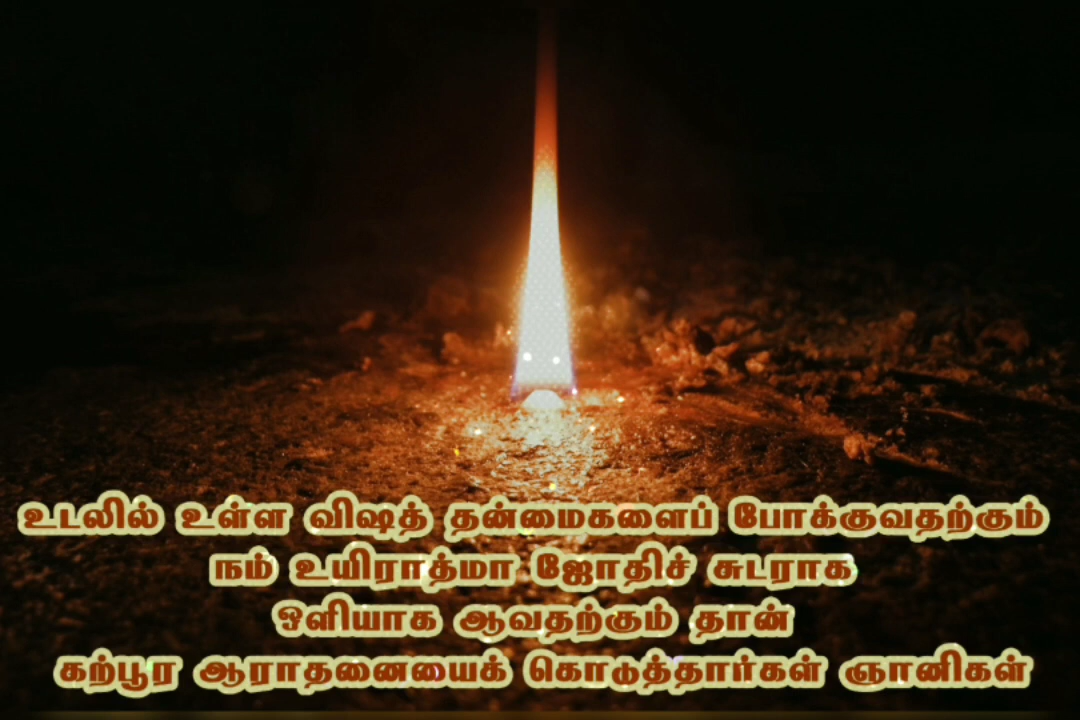 உடலில் உள்ள விஷத் தன்மைகளைப் போக்குவதற்கும்
நம் உயிராத்மா ஜோதிச் சுடராக
ஒளியாக ஆவதற்கும் தான்
கற்பூர ஆராதனையைக் கொடுத்தார்கள் ஞானிகள்